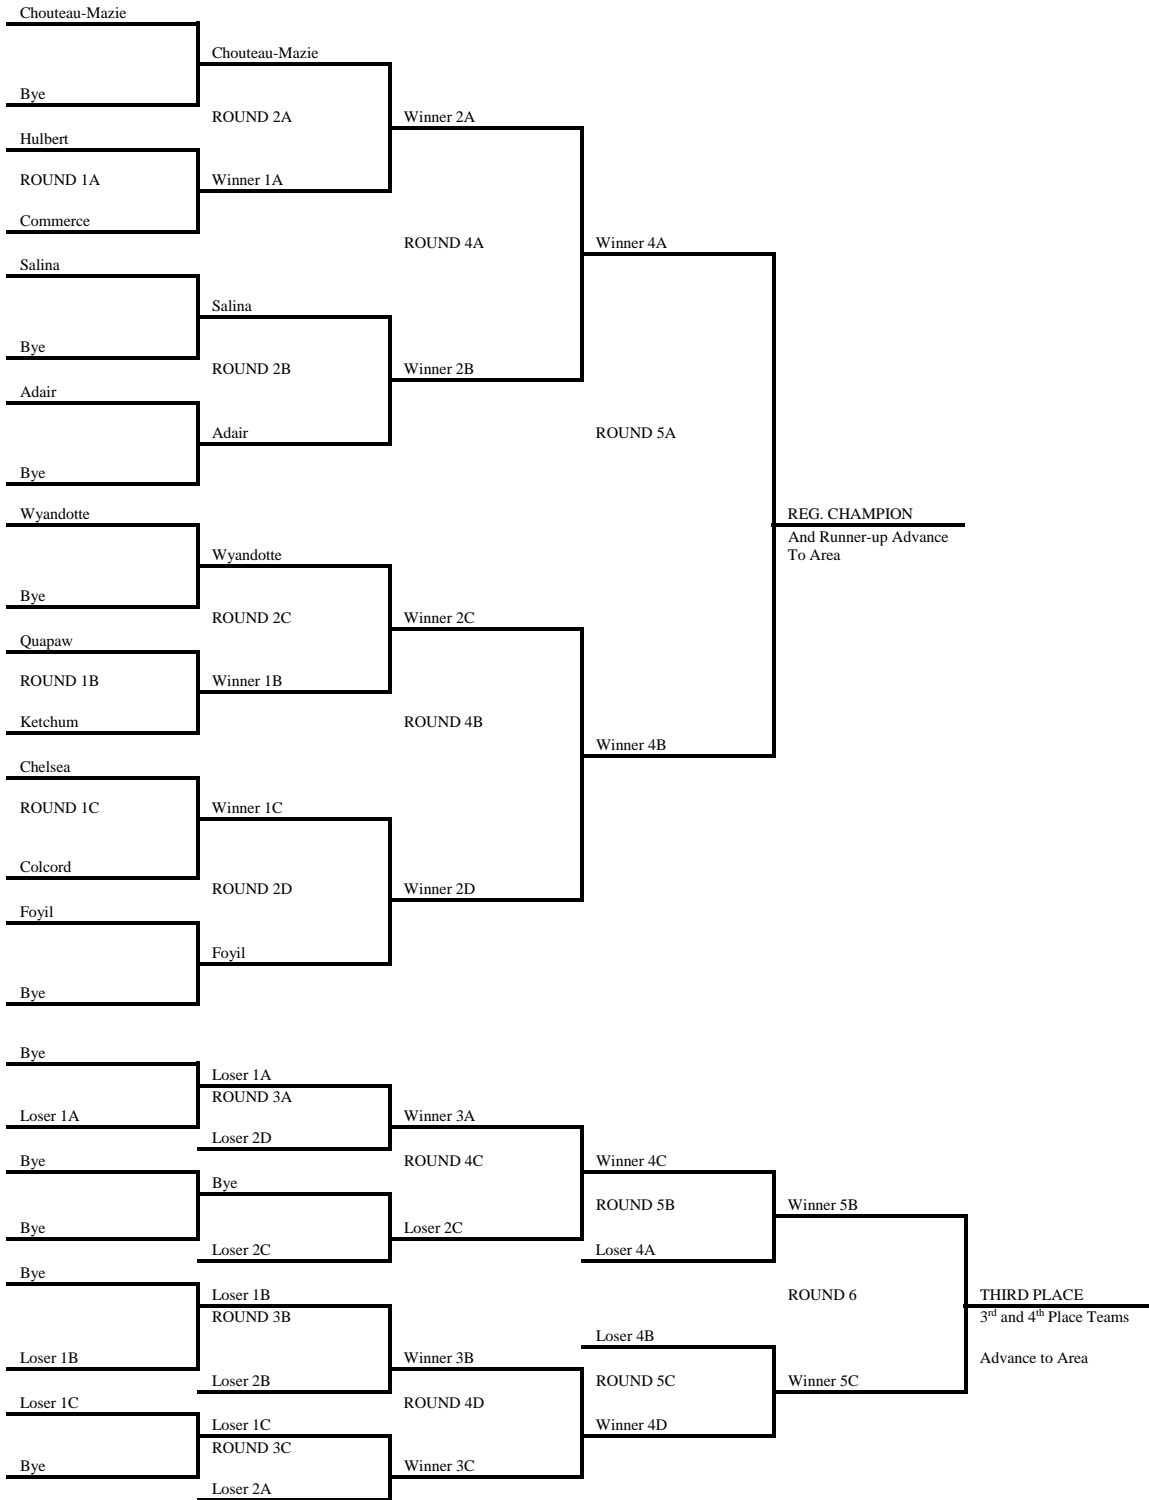 Chouteau-Mazie
Chouteau-Mazie
Bye
ROUND 2A
Winner 2A
Hulbert
ROUND 1A
Winner 1A
Commerce
ROUND 4A
Winner 4A
Salina
Salina
Bye
ROUND 2B
Winner 2B
Adair
Adair
ROUND 5A
Bye
Wyandotte
REG. CHAMPION
And Runner-up Advance
To Area
Wyandotte
Bye
ROUND 2C
Winner 2C
Quapaw
ROUND 1B
Winner 1B
Ketchum
ROUND 4B
Winner 4B
Chelsea
ROUND 1C
Winner 1C
Colcord
ROUND 2D
Winner 2D
Foyil
Foyil
Bye
Bye
Loser 1A
ROUND 3A
Loser 1A
Winner 3A
Loser 2D
Bye
ROUND 4C
Winner 4C
Bye
ROUND 5B
Winner 5B
Bye
Loser 2C
Loser 2C
Loser 4A
Bye
Loser 1B
ROUND 6
THIRD PLACE
ROUND 3B
3rd and 4th Place Teams
Loser 4B
Loser 1B
Winner 3B
Advance to Area
Loser 2B
ROUND 5C
Winner 5C
Loser 1C
ROUND 4D
Loser 1C
Winner 4D
ROUND 3C
Bye
Winner 3C
Loser 2A